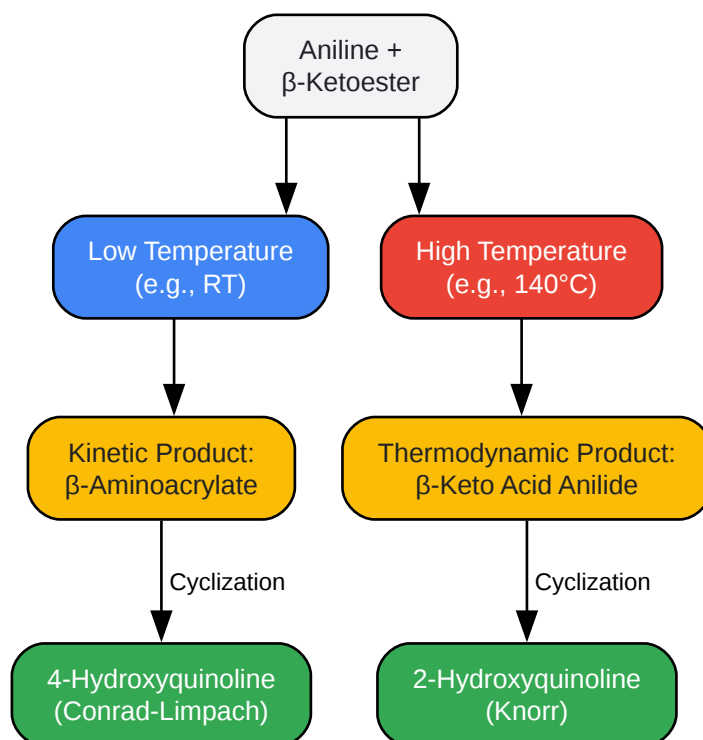 Aniline +
β-Ketoester
Low Temperature
(e.g., RT)
High Temperature
(e.g., 140°C)
Kinetic Product:
β-Aminoacrylate
Thermodynamic Product:
β-Keto Acid Anilide
Cyclization
Cyclization
4-Hydroxyquinoline
(Conrad-Limpach)
2-Hydroxyquinoline
(Knorr)